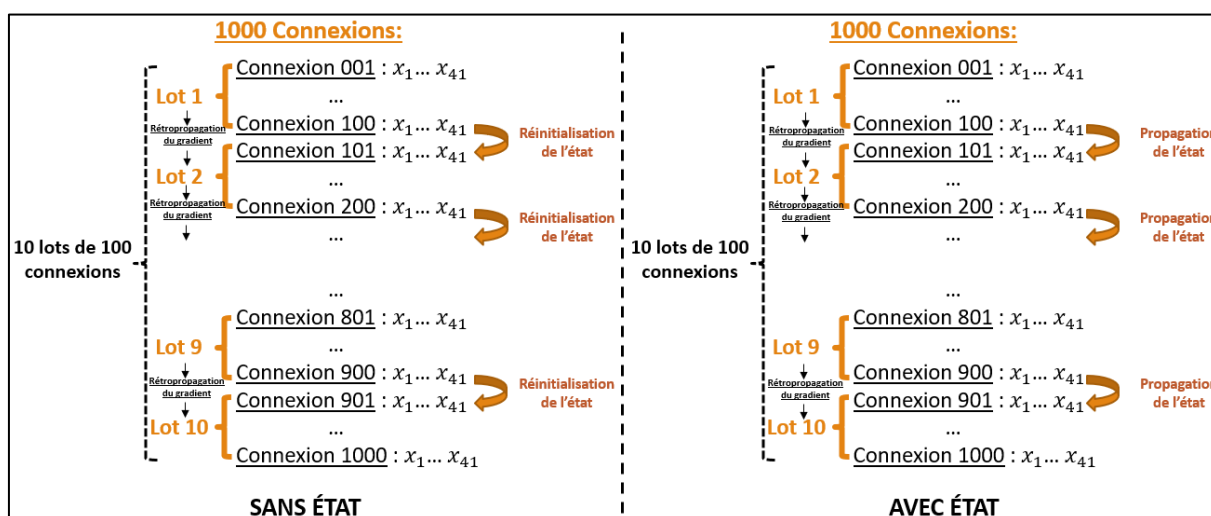 1000 Connexions:
Connexion 001 : x₁… x₄₁
Lot 1
...
Rétropropagation
du gradient
Connexion 100 : x₁… x₄₁
Réinitialisation
de l'état
Connexion 101 : x₁… x₄₁
Lot 2
...
Rétropropagation
du gradient
Connexion 200 : x₁… x₄₁
Réinitialisation
de l'état
...
10 lots de 100
connexions
...
Connexion 801 : x₁… x₄₁
Lot 9
...
Rétropropagation
du gradient
Connexion 900 : x₁… x₄₁
Réinitialisation
de l'état
Connexion 901 : x₁… x₄₁
Lot 10
...
Connexion 1000 : x₁… x₄₁
SANS ÉTAT
1000 Connexions:
Connexion 001 : x₁… x₄₁
Lot 1
...
Rétropropagation
du gradient
Connexion 100 : x₁… x₄₁
Propagation
de l'état
Connexion 101 : x₁… x₄₁
Lot 2
...
Rétropropagation
du gradient
Connexion 200 : x₁… x₄₁
Propagation
de l'état
...
10 lots de 100
connexions
...
Connexion 801 : x₁… x₄₁
Lot 9
...
Rétropropagation
du gradient
Connexion 900 : x₁… x₄₁
Propagation
de l'état
Connexion 901 : x₁… x₄₁
Lot 10
...
Connexion 1000 : x₁… x₄₁
AVEC ÉTAT